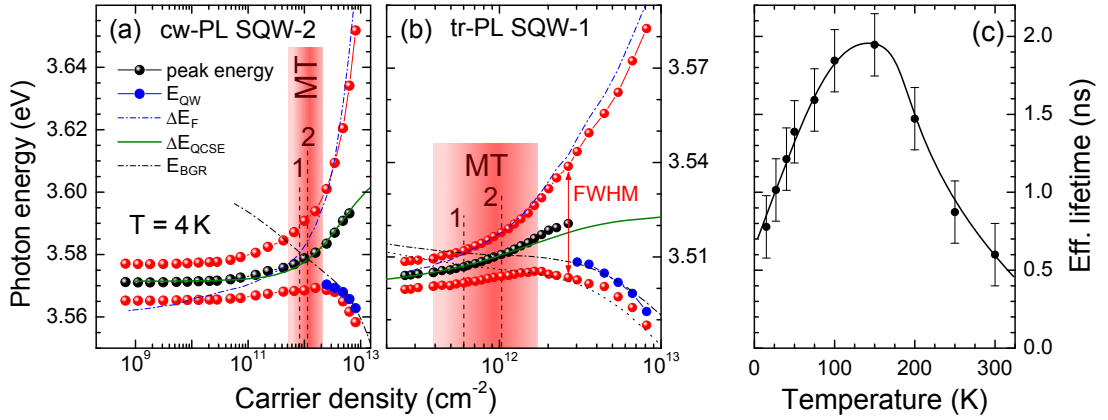 (a) cw-PL SQW-2
(b) tr-PL SQW-1
(c)
peak energy
E_QW
ΔE_F
ΔE_QCSE
E_BGR
MT
2
1
T = 4 K
MT
2
1
FWHM
Photon energy (eV)
3.64
3.62
3.60
3.58
3.56
10^9
10^11
10^13
10^12
10^13
Carrier density (cm^-2)
3.57
3.54
3.51
2.0
1.5
1.0
0.5
0.0
Eff. lifetime (ns)
0
50
100
150
200
250
300
Temperature (K)